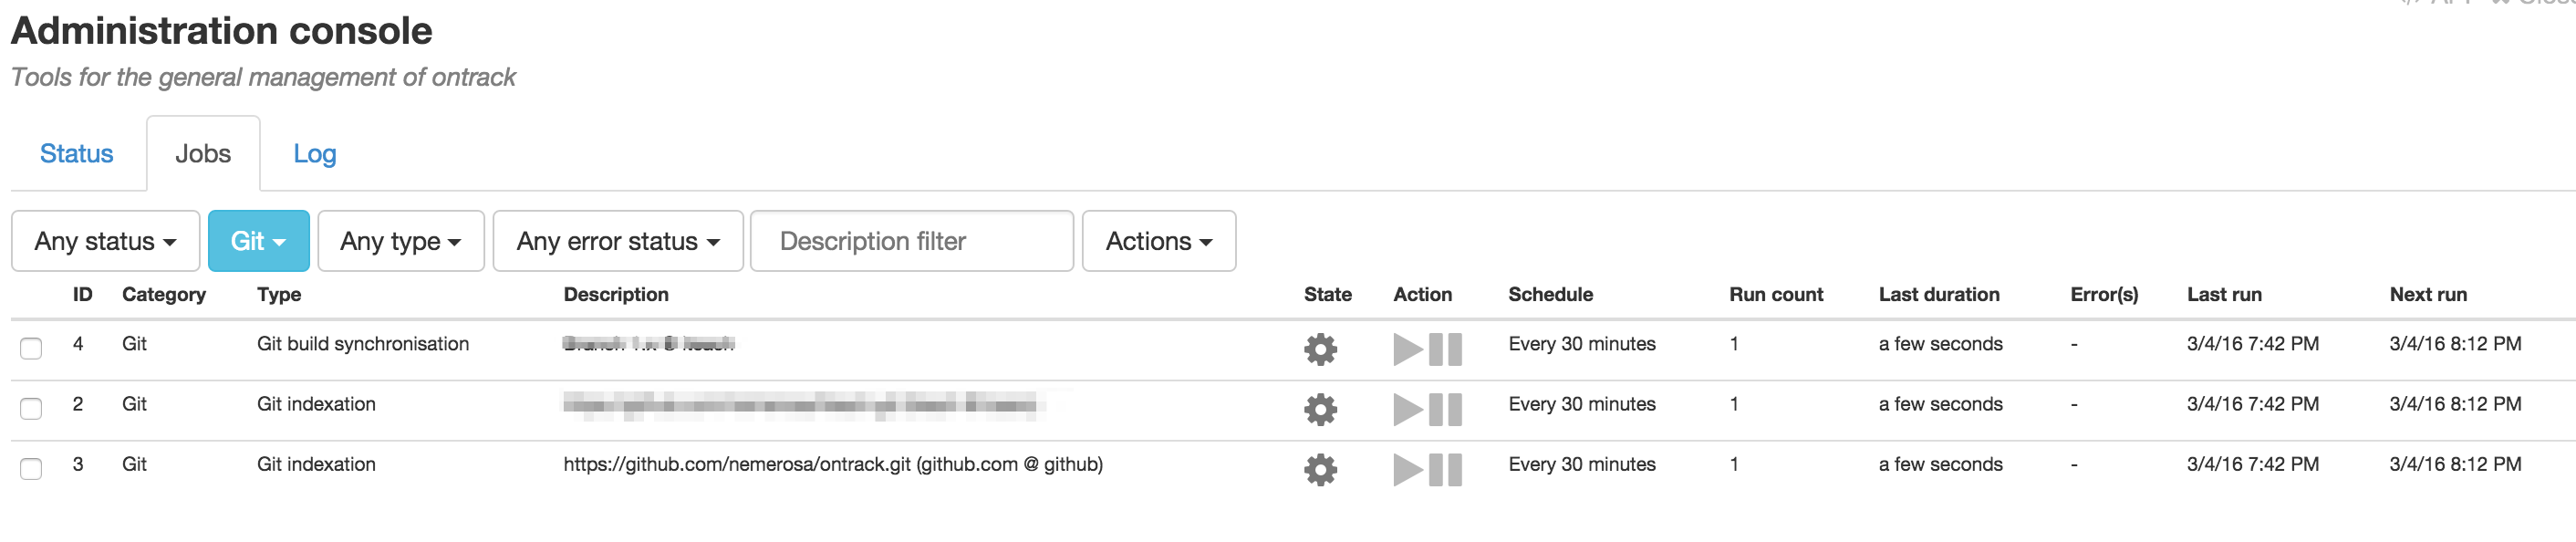 Administration console
Tools for the general management of ontrack
Status Jobs Log
Any status Git Any type Any error status Description filter Actions
ID Category Type Description State Action Schedule Run count Last duration Error(s) Last run Next run
4 Git Git build synchronisation Every 30 minutes 1 a few seconds - 3/4/16 7:42 PM 3/4/16 8:12 PM
2 Git Git indexation Every 30 minutes 1 a few seconds - 3/4/16 7:42 PM 3/4/16 8:12 PM
3 Git Git indexation https://github.com/nemerosa/ontrack.git (github.com @ github) Every 30 minutes 1 a few seconds - 3/4/16 7:42 PM 3/4/16 8:12 PM